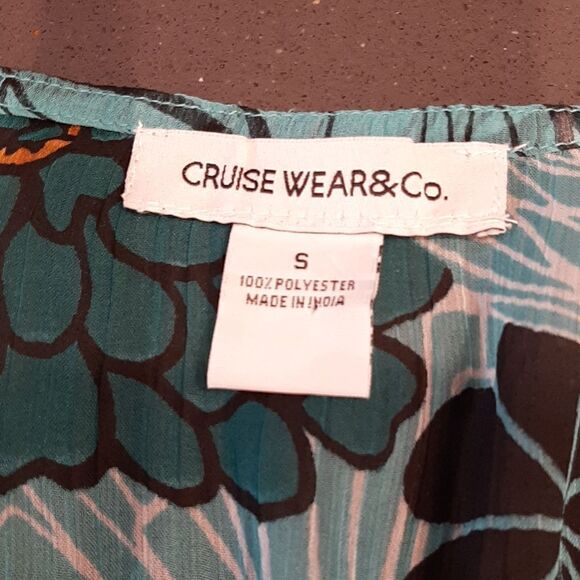 CRUISE WEAR&Co.
S
100% POLYESTER
MADE IN INDIA